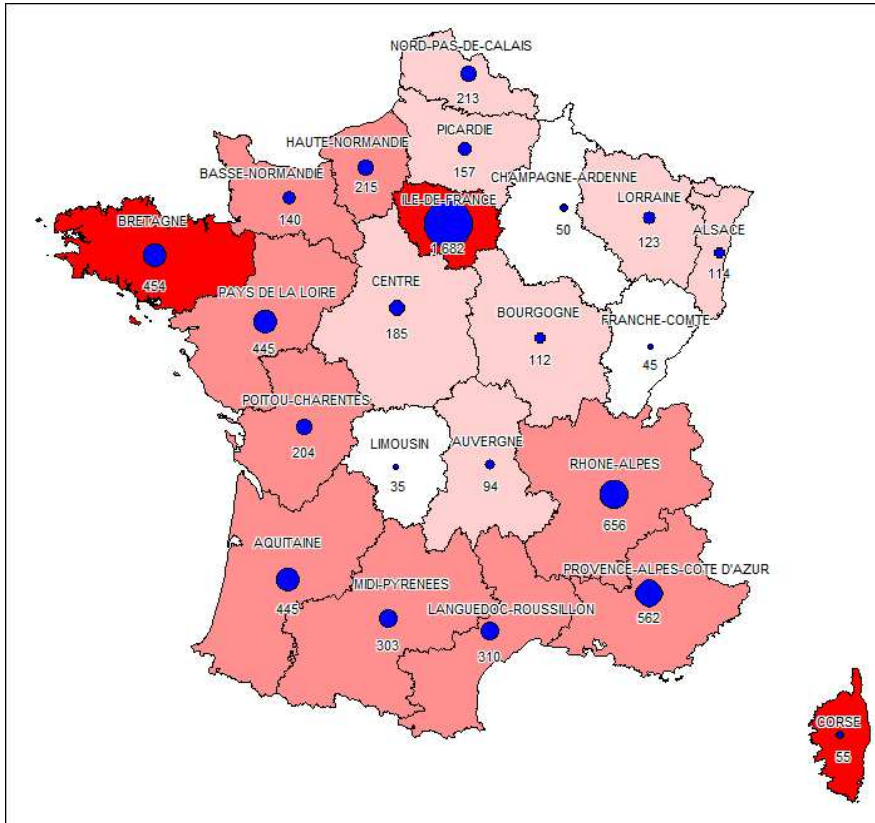 NORD-PAS-DE-CALAIS
213
PICARDIE
157
HAUTE-NORMANDIE
215
BASSE-NORMANDIE
140
CHAMPAGNE-ARDENNE
50
LORRAINE
123
ALSACE
114
ILE-DE-FRANCE
1 682
BRETAGNE
454
PAYS DE LA LOIRE
445
CENTRE
185
BOURGOGNE
112
FRANCHE-COMTE
45
POITOU-CHARENTES
204
LIMOUSIN
35
AUVERGNE
94
RHONE-ALPES
656
AQUITAINE
445
MIDI-PYRENEES
303
LANGUEDOC-ROUSSILLON
310
PROVENCE-ALPES-COTE D'AZUR
562
CORSE
55